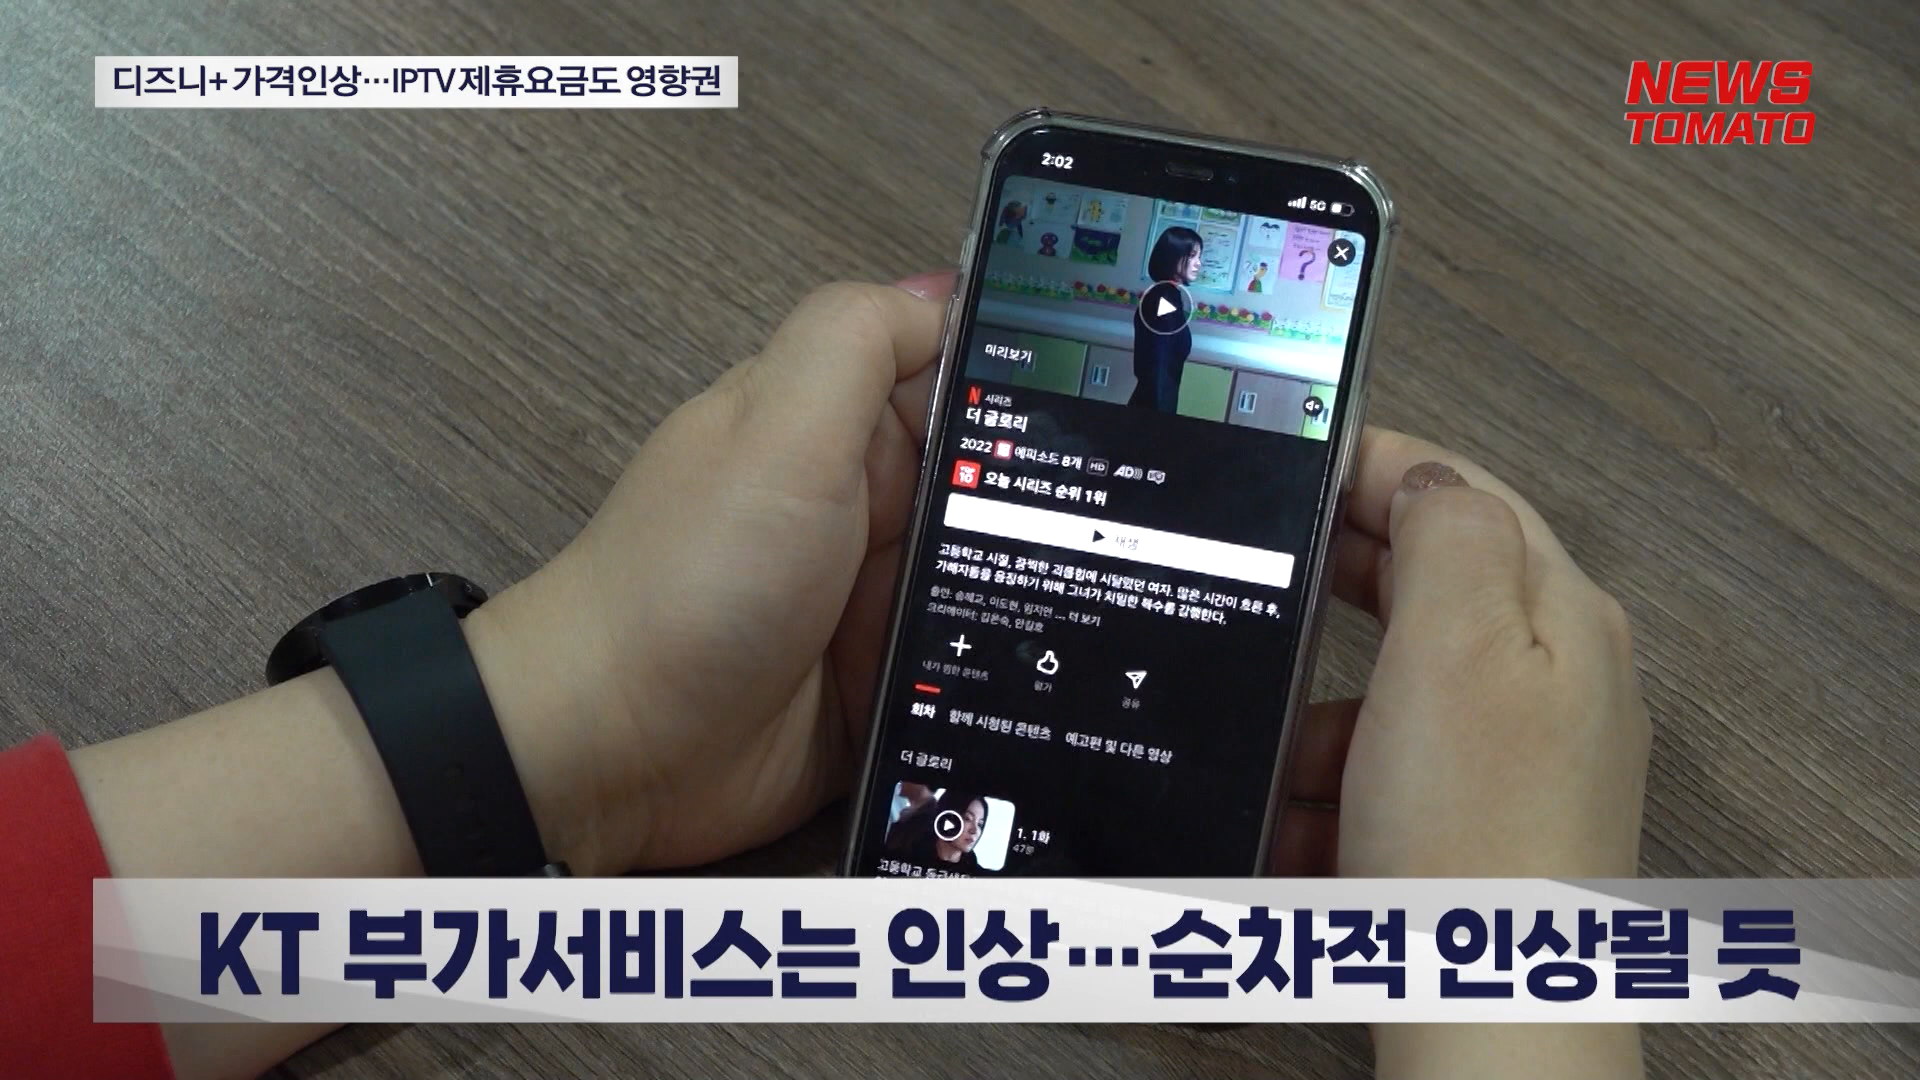 디즈니+ 가격인상…IPTV 제휴요금도 영향권
NEWS
TOMATO
2:02
5G
미리보기
N 시리즈
더 글로리
2022 에피소드 8개 HD AD
TOP 10 오늘 시리즈 순위 1위
재생
고등학교 시절, 끔찍한 괴롭힘에 시달렸던 여자. 많은 시간이 흐른 후,
가해자들을 응징하기 위해 그녀가 치밀한 복수를 감행한다.
출연: 송혜교, 이도현, 임지연 ... 더 보기
크리에이터: 김은숙, 안길호
내가 찜한 콘텐츠
평가
공유
회차 함께 시청된 콘텐츠 예고편 및 다른 영상
더 글로리
1. 1화
47분
고등학교
KT 부가서비스는 인상…순차적 인상될 듯